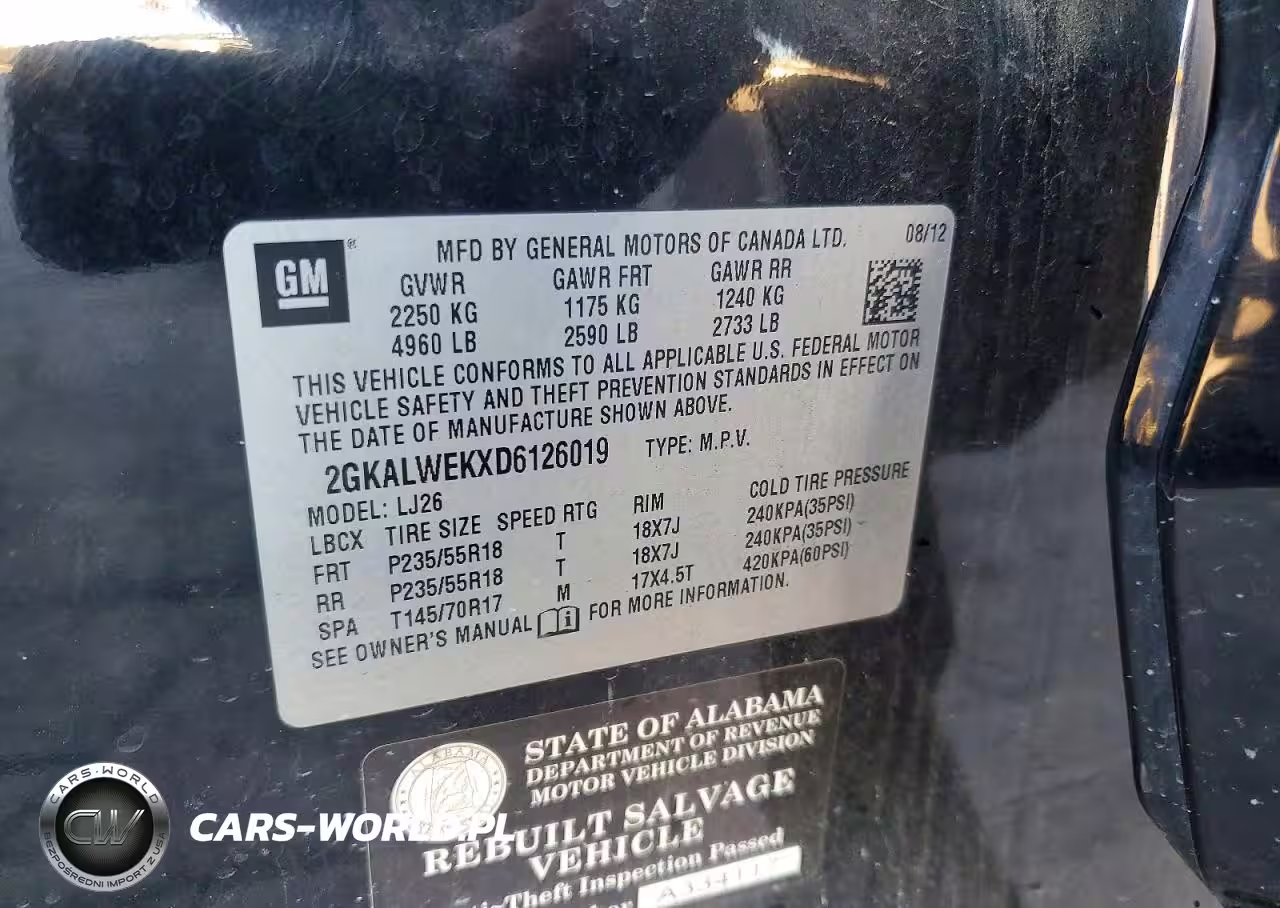 GM ®
MFD BY GENERAL MOTORS OF CANADA LTD. 08/12
GVWR GAWR FRT GAWR RR
2250 KG 1175 KG 1240 KG
4960 LB 2590 LB 2733 LB
THIS VEHICLE CONFORMS TO ALL APPLICABLE U.S. FEDERAL MOTOR
VEHICLE SAFETY AND THEFT PREVENTION STANDARDS IN EFFECT ON
THE DATE OF MANUFACTURE SHOWN ABOVE.
2GKALWEKXD6126019 TYPE: M.P.V.
MODEL: LJ26
LBCX TIRE SIZE SPEED RTG RIM COLD TIRE PRESSURE
FRT P235/55R18 T 18X7J 240KPA(35PSI)
RR P235/55R18 T 18X7J 240KPA(35PSI)
SPA T145/70R17 M 17X4.5T 420KPA(60PSI)
SEE OWNER'S MANUAL FOR MORE INFORMATION.
ALABAMA
STATE OF ALABAMA
DEPARTMENT OF REVENUE
MOTOR VEHICLE DIVISION
REBUILT SALVAGE
VEHICLE
Inspection Passed
CARS-WORLD
CW
BEZPOŚREDNI IMPORT Z USA
CARS-WORLD.PL